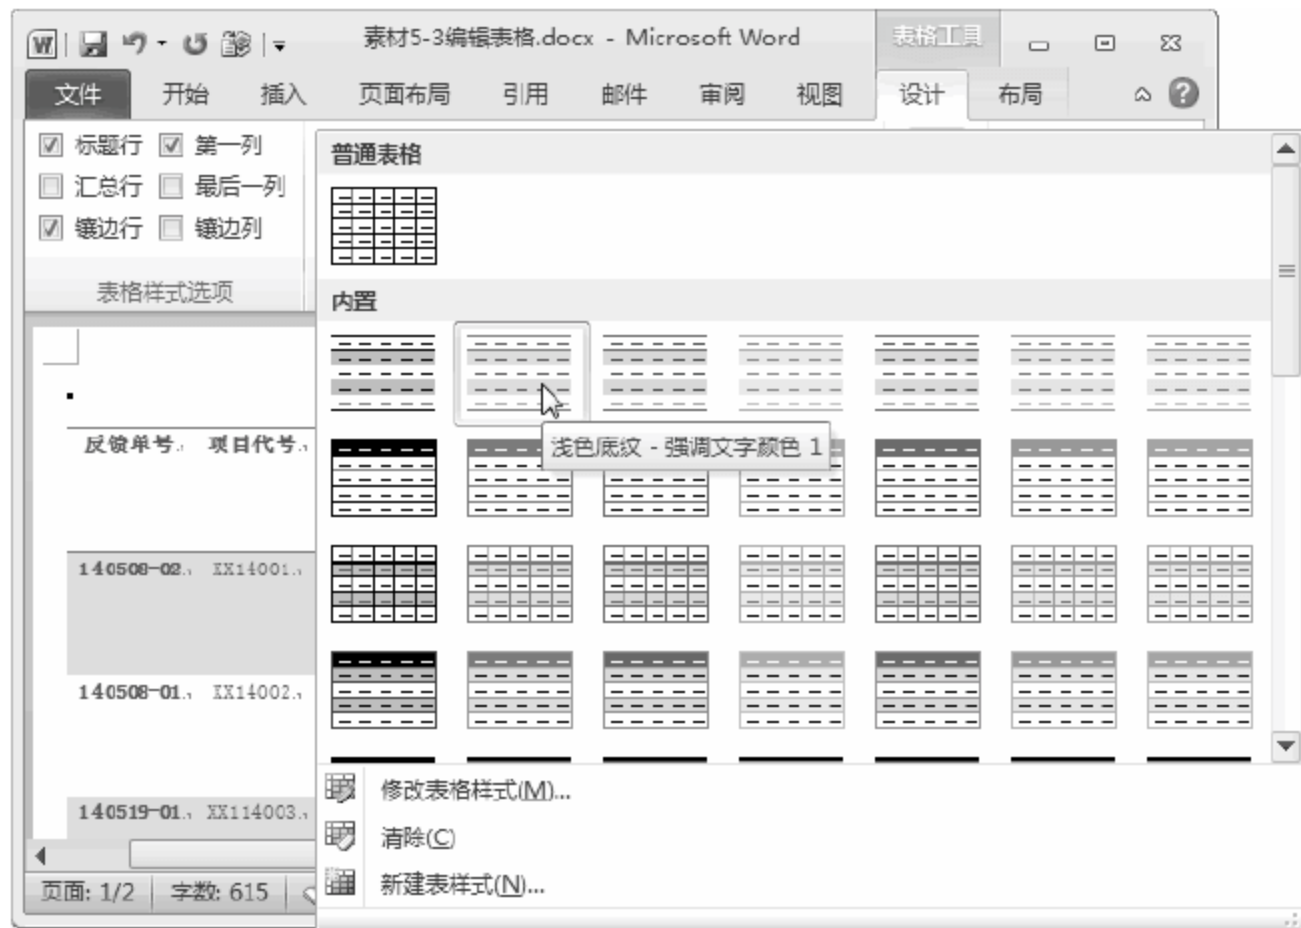 素材5-3编辑表格.docx - Microsoft Word
表格工具
文件 开始 插入 页面布局 引用 邮件 审阅 视图 设计 布局
标题行 第一列
汇总行 最后一列
镶边行 镶边列
表格样式选项
普通表格
内置
浅色底纹 - 强调文字颜色 1
反馈单号 项目代号
140508-02 XX14001
140508-01 XX14002
140519-01 XX114003
修改表格样式(M)...
清除(C)
新建表样式(N)...
页面: 1/2 字数: 615